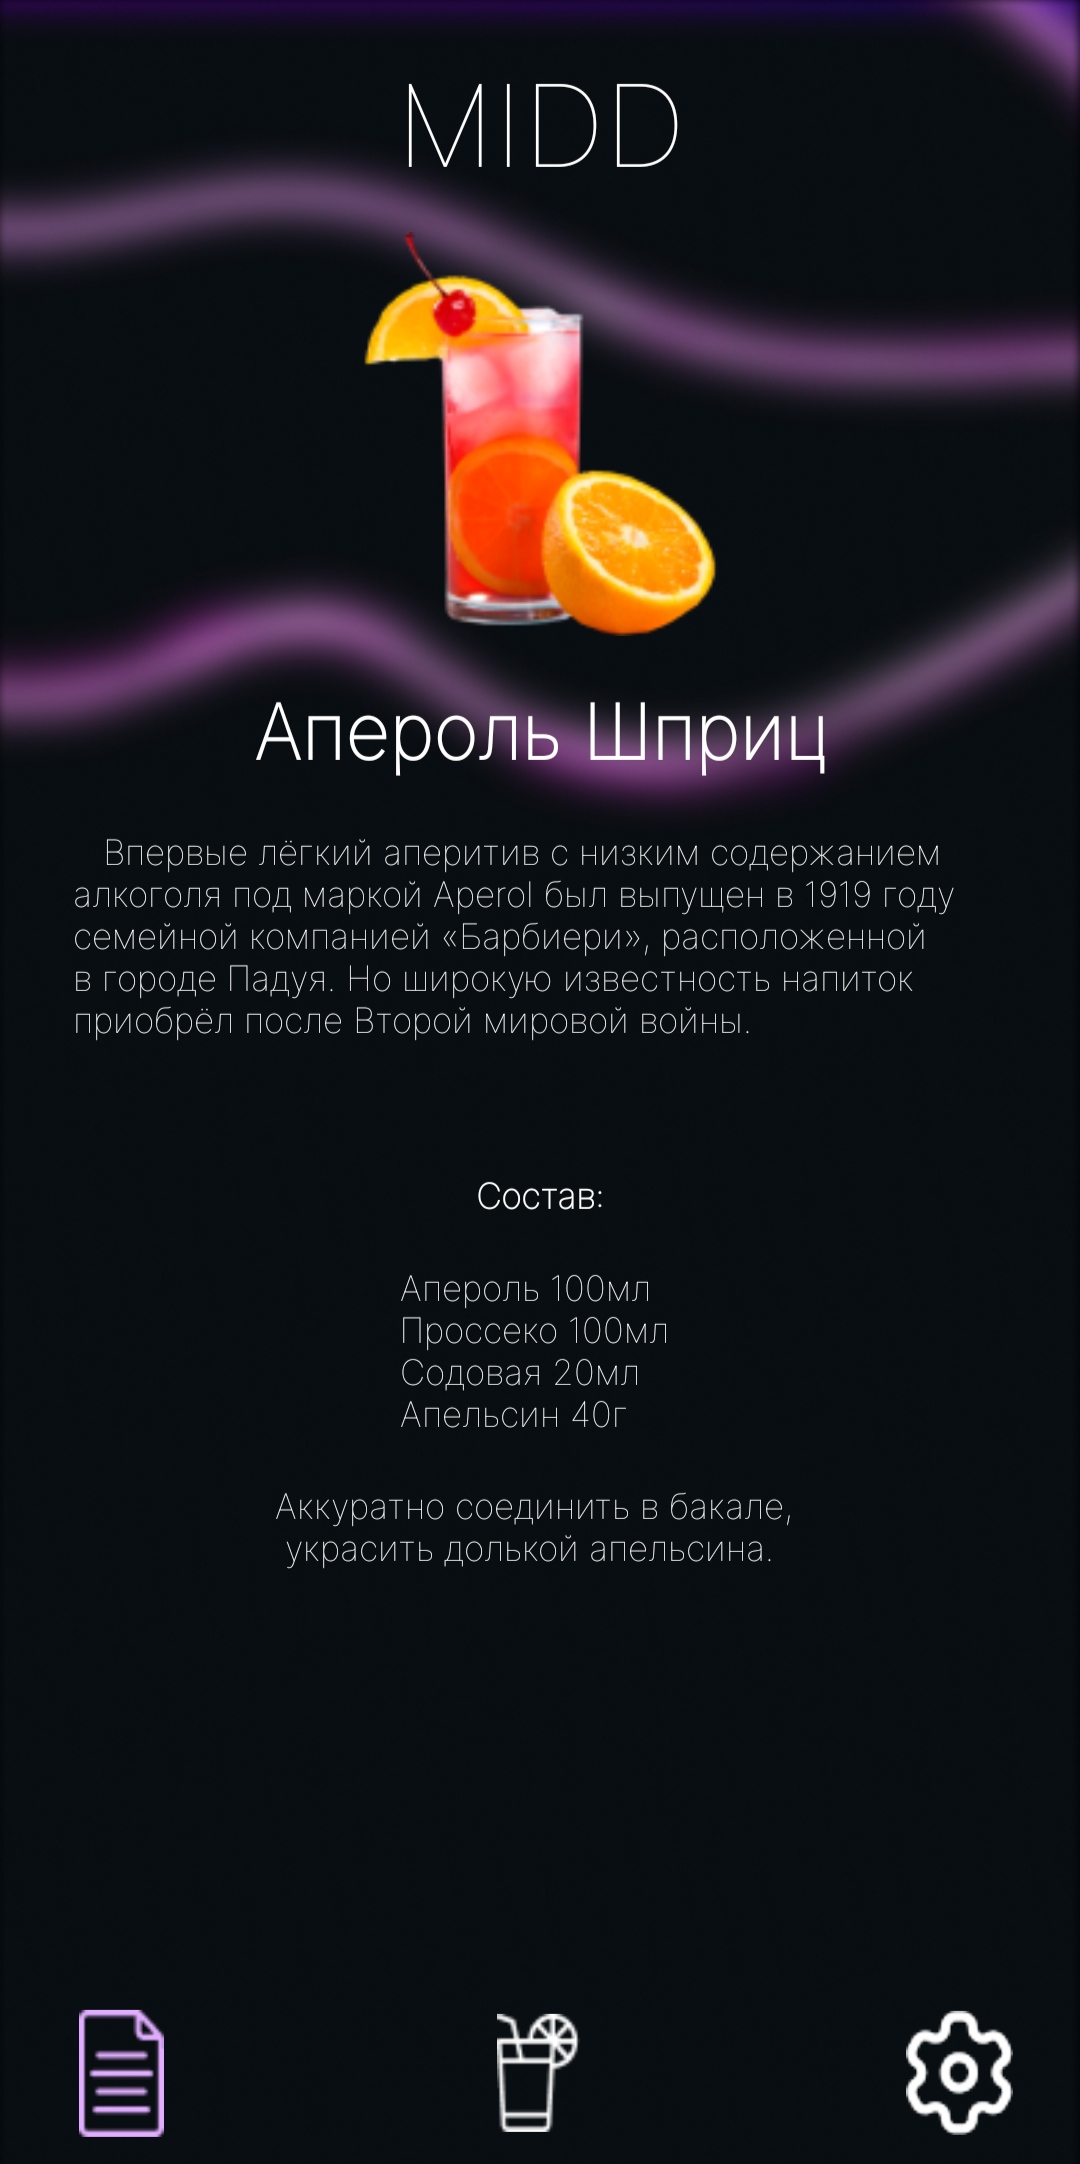 MIDD
Апероль Шприц
Впервые лёгкий аперитив с низким содержанием
алкоголя под маркой Aperol был выпущен в 1919 году
семейной компанией «Барбиери», расположенной
в городе Падуя. Но широкую известность напиток
приобрёл после Второй мировой войны.
Состав:
Апероль 100мл
Проссеко 100мл
Содовая 20мл
Апельсин 40г
Аккуратно соединить в бакале,
украсить долькой апельсина.